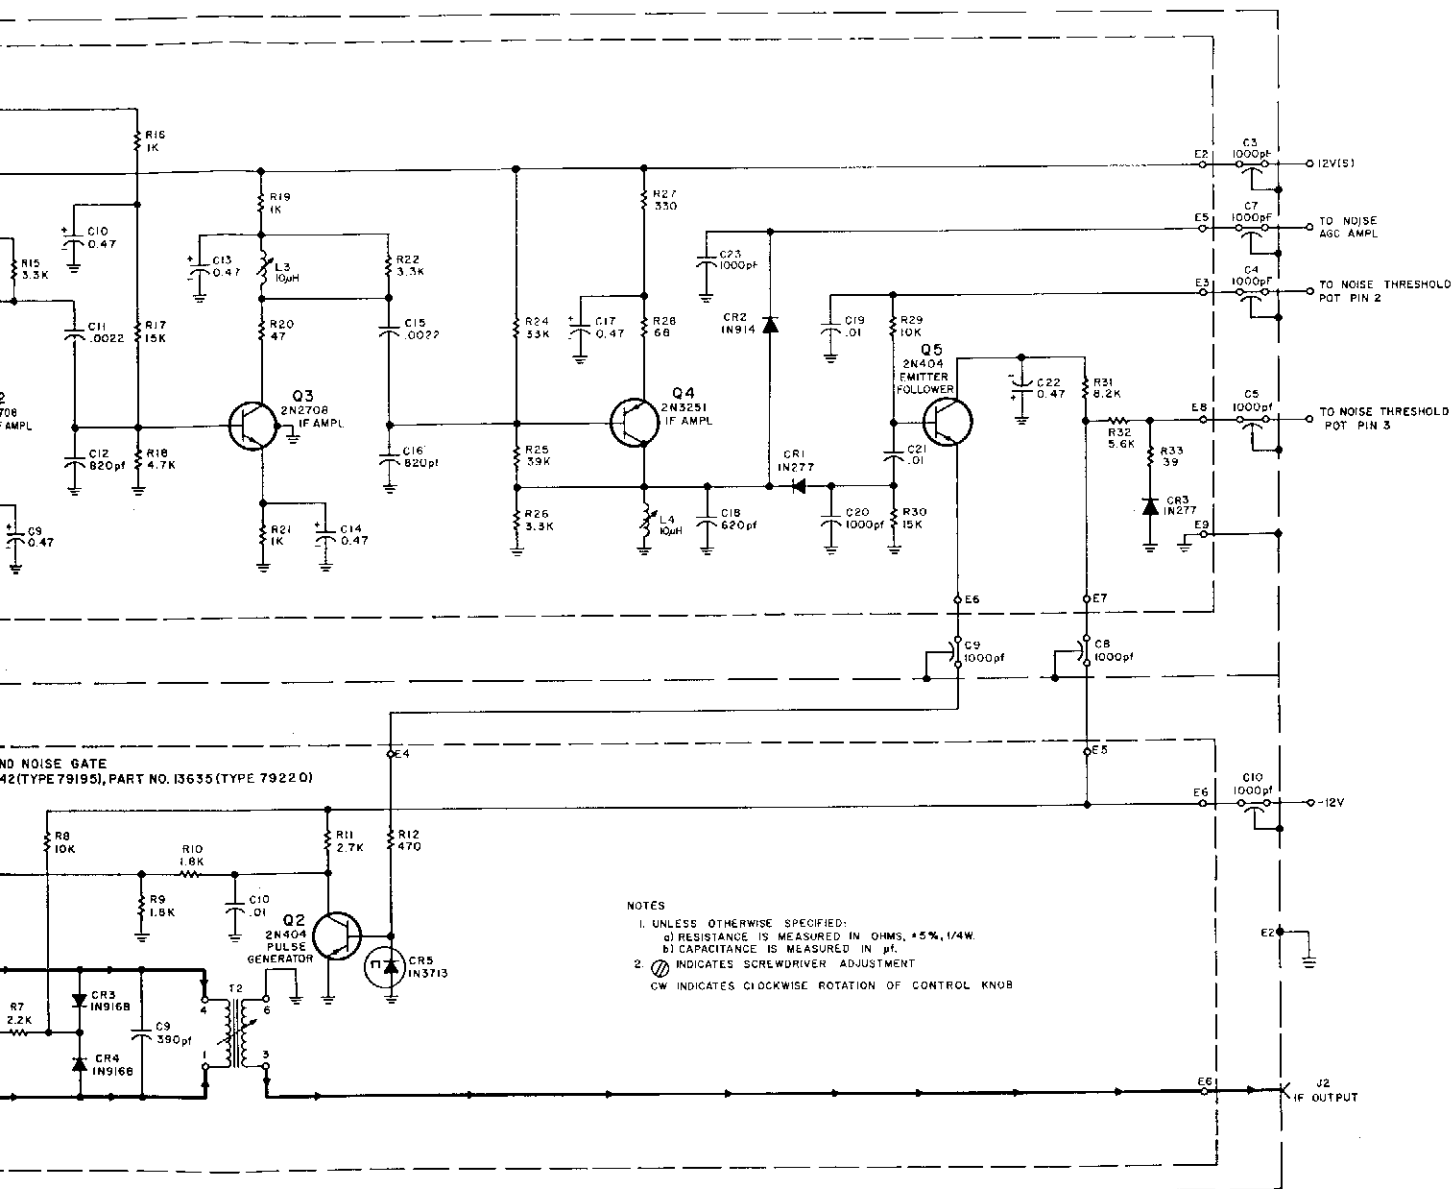 R16
1K
E2
C3
1000pf
12V(S)
R19
1K
R27
330
C7
1000pF
E5
TO NOISE
AGC AMPL
C10
0.47
R15
3.3K
C13
0.47
L3
10µH
R22
3.3K
C23
1000pf
C4
1000pF
E3
TO NOISE THRESHOLD
POT PIN 2
C11
.0022
R17
15K
R20
47
C15
.0022
R24
33K
C17
0.47
R28
68
CR2
1N914
C19
.01
R29
10K
Q5
2N404
EMITTER
FOLLOWER
C22
0.47
R31
8.2K
2
708
F AMPL
Q3
2N2708
IF AMPL
Q4
2N3251
IF AMPL
E8
C5
1000pf
TO NOISE THRESHOLD
POT PIN 3
R32
5.6K
C12
820pf
R18
4.7K
C16
820pf
R25
39K
CR1
1N277
C21
.01
R33
39
C9
0.47
R21
1K
C14
0.47
R26
3.3K
L4
10µH
C18
620pf
C20
1000pf
R30
15K
CR3
1N277
E9
E6
E7
C9
1000pf
C8
1000pf
ND NOISE GATE
42(TYPE 79195), PART NO. 13635 (TYPE 79220)
E4
E5
E6
C10
1000pf
-12V
R8
10K
R11
2.7K
R12
470
R10
1.8K
R9
1.8K
C10
.01
Q2
2N404
PULSE
GENERATOR
CR5
1N3713
NOTES
1. UNLESS OTHERWISE SPECIFIED:
a) RESISTANCE IS MEASURED IN OHMS, ±5%, 1/4W.
b) CAPACITANCE IS MEASURED IN µf.
2. INDICATES SCREWDRIVER ADJUSTMENT
CW INDICATES CLOCKWISE ROTATION OF CONTROL KNOB
E2
R7
2.2K
CR3
1N916B
CR4
1N916B
C9
390pf
T2
4
6
1
3
E6
J2
IF OUTPUT